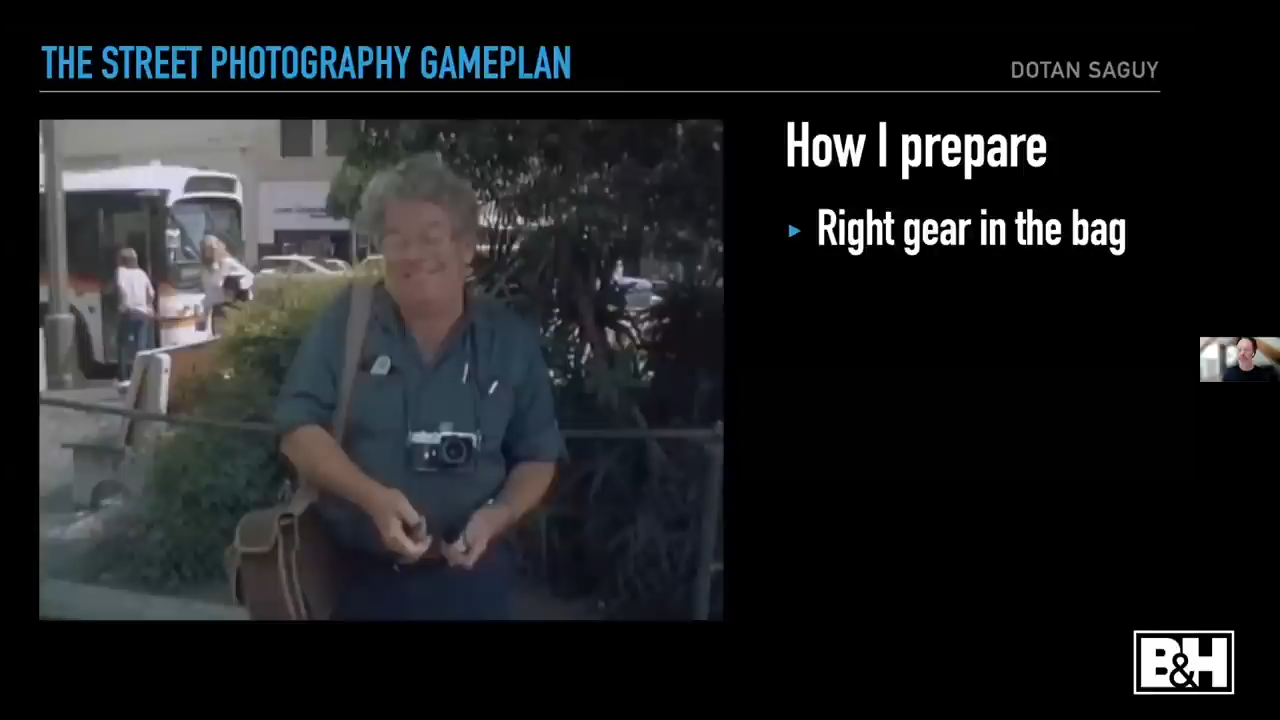 THE STREET PHOTOGRAPHY GAMEPLAN
DOTAN SAGUY
How I prepare
Right gear in the bag
B&H